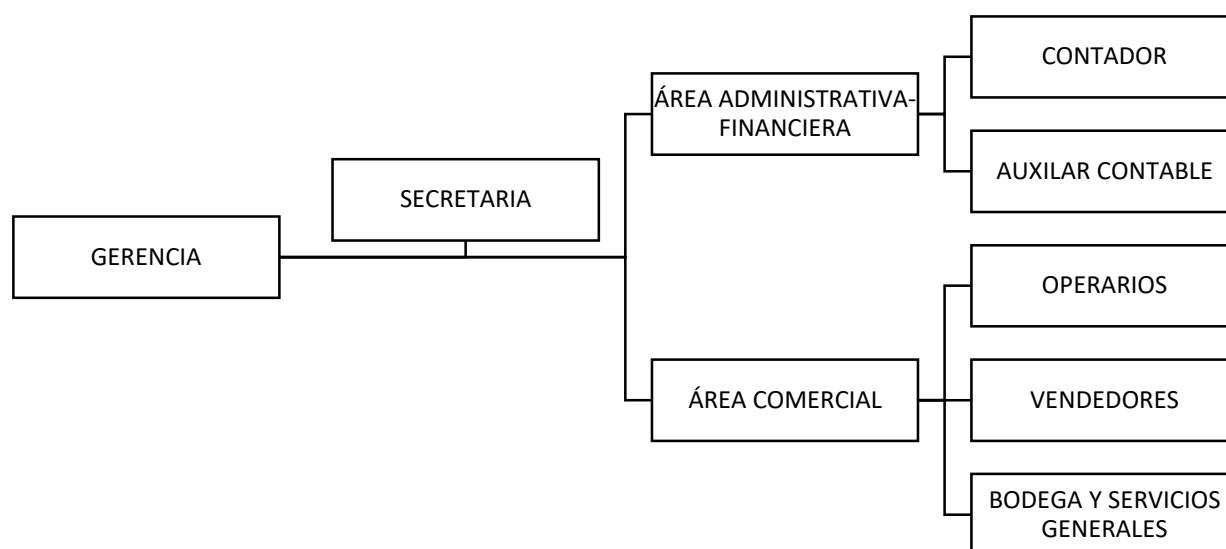 GERENCIA
SECRETARIA
ÁREA ADMINISTRATIVA-
FINANCIERA
CONTADOR
AUXILAR CONTABLE
ÁREA COMERCIAL
OPERARIOS
VENDEDORES
BODEGA Y SERVICIOS
GENERALES